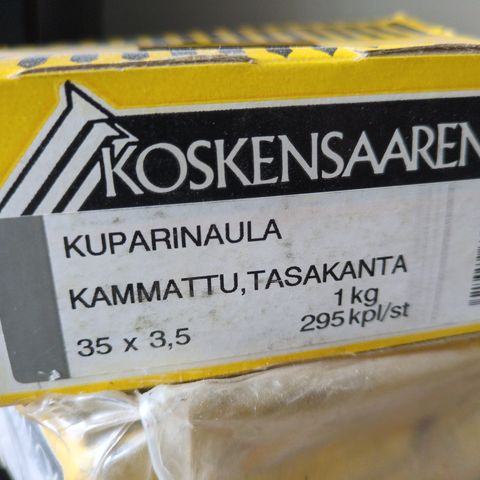 KOSKENSAAREN
KUPARINAULA
KAMMATTU,TASAKANTA
1 kg
35 x 3,5
295 kpl/st